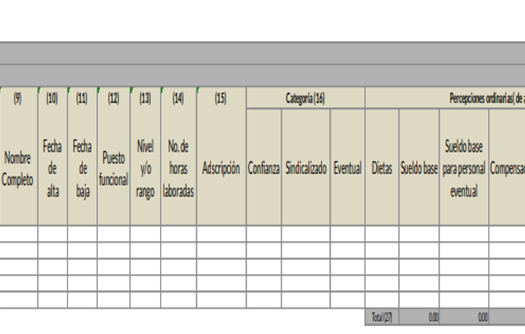 (9) (10) (11) (12) (13) (14) (15) Categoría (16) Percepciones ordinarias( de
Nombre Completo
Fecha de alta
Fecha de baja
Puesto funcional
Nivel y/o rango
No. de horas laboradas
Adscripción
Confianza
Sindicalizado
Eventual
Dietas
Sueldo base
Sueldo base para personal eventual
Compensac
Total (27) 0.00 0.00